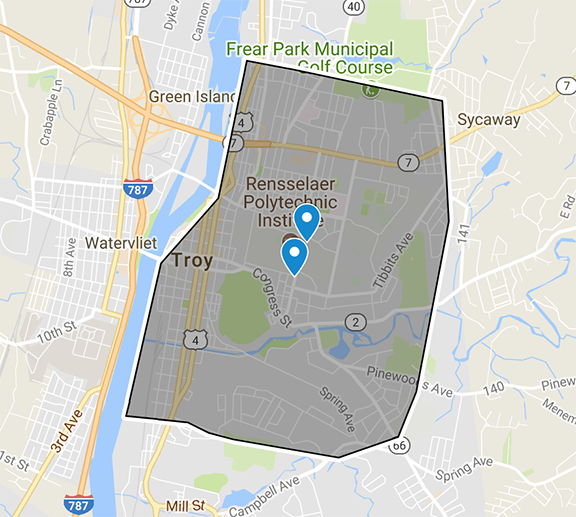 787
Dyke A
Cannon
40
Frear Park Municipal
Golf Course
K.
Crabapple Ln
Green Island
7
4
Sycaway
7
7
Rensselaer
Polytechnic
Institute
787
E Rd
141
Watervliet
8th Ave
Troy
Tibbits Ave
Congress St
10th St
2
4
Pinewoods Ave
140
Pinew
Menem
Spring Ave
3rd Ave
66
1st St
Spring Ave
Campbell Ave
787
Mill St